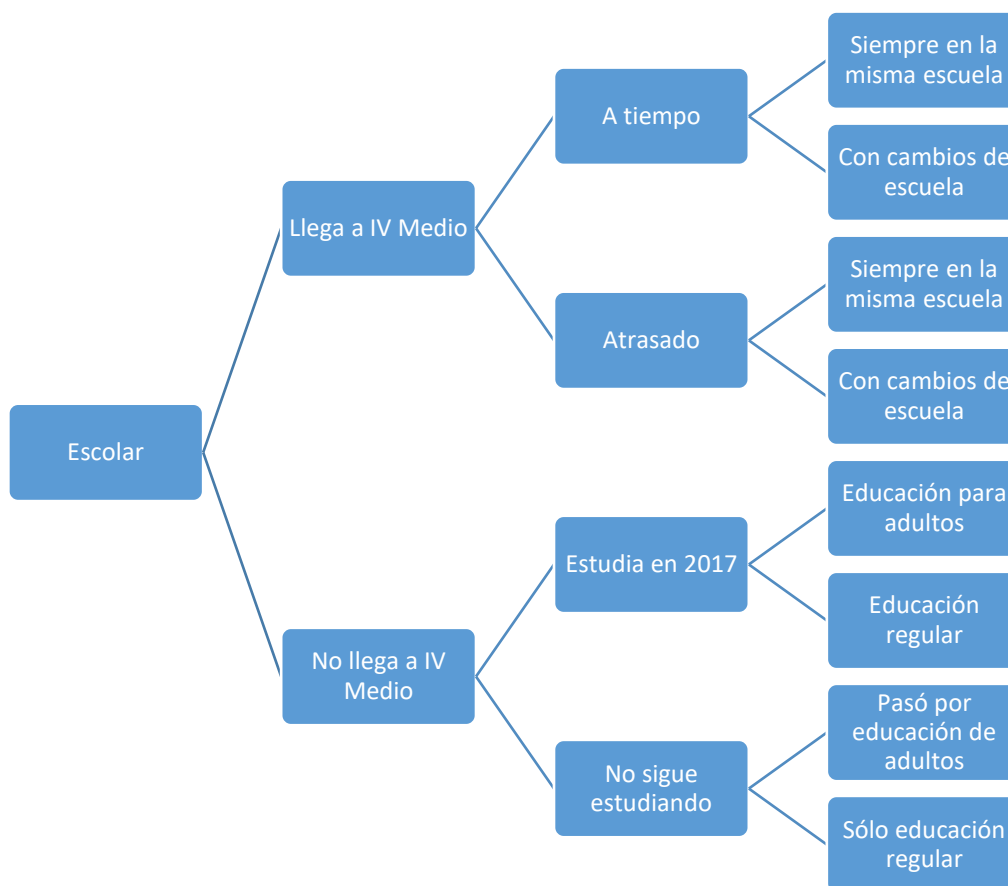 Siempre en la
misma escuela
A tiempo
Con cambios de
escuela
Llega a IV Medio
Siempre en la
misma escuela
Atrasado
Con cambios de
escuela
Escolar
Educación para
adultos
Estudia en 2017
Educación
regular
No llega a IV
Medio
Pasó por
educación de
adultos
No sigue
estudiando
Sólo educación
regular